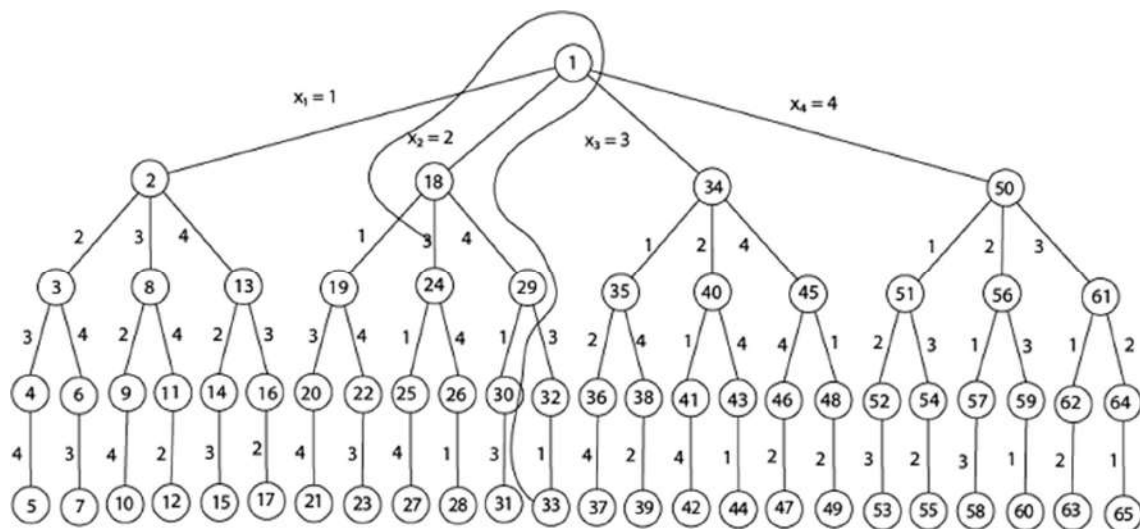 1
x₁ = 1
x₄ = 4
x₂ = 2
x₃ = 3
2 18 34 50
2 3 4 1 3 4 1 2 4 1 2 3
3 8 13 19 24 29 35 40 45 51 56 61
3 4 2 4 2 3 3 4 1 4 1 3 2 4 1 4 4 1 2 3 1 3 1 2
4 6 9 11 14 16 20 22 25 26 30 32 36 38 41 43 46 48 52 54 57 59 62 64
4 3 4 2 3 2 4 3 4 1 3 1 4 2 4 1 2 2 3 2 3 1 2 1
5 7 10 12 15 17 21 23 27 28 31 33 37 39 42 44 47 49 53 55 58 60 63 65